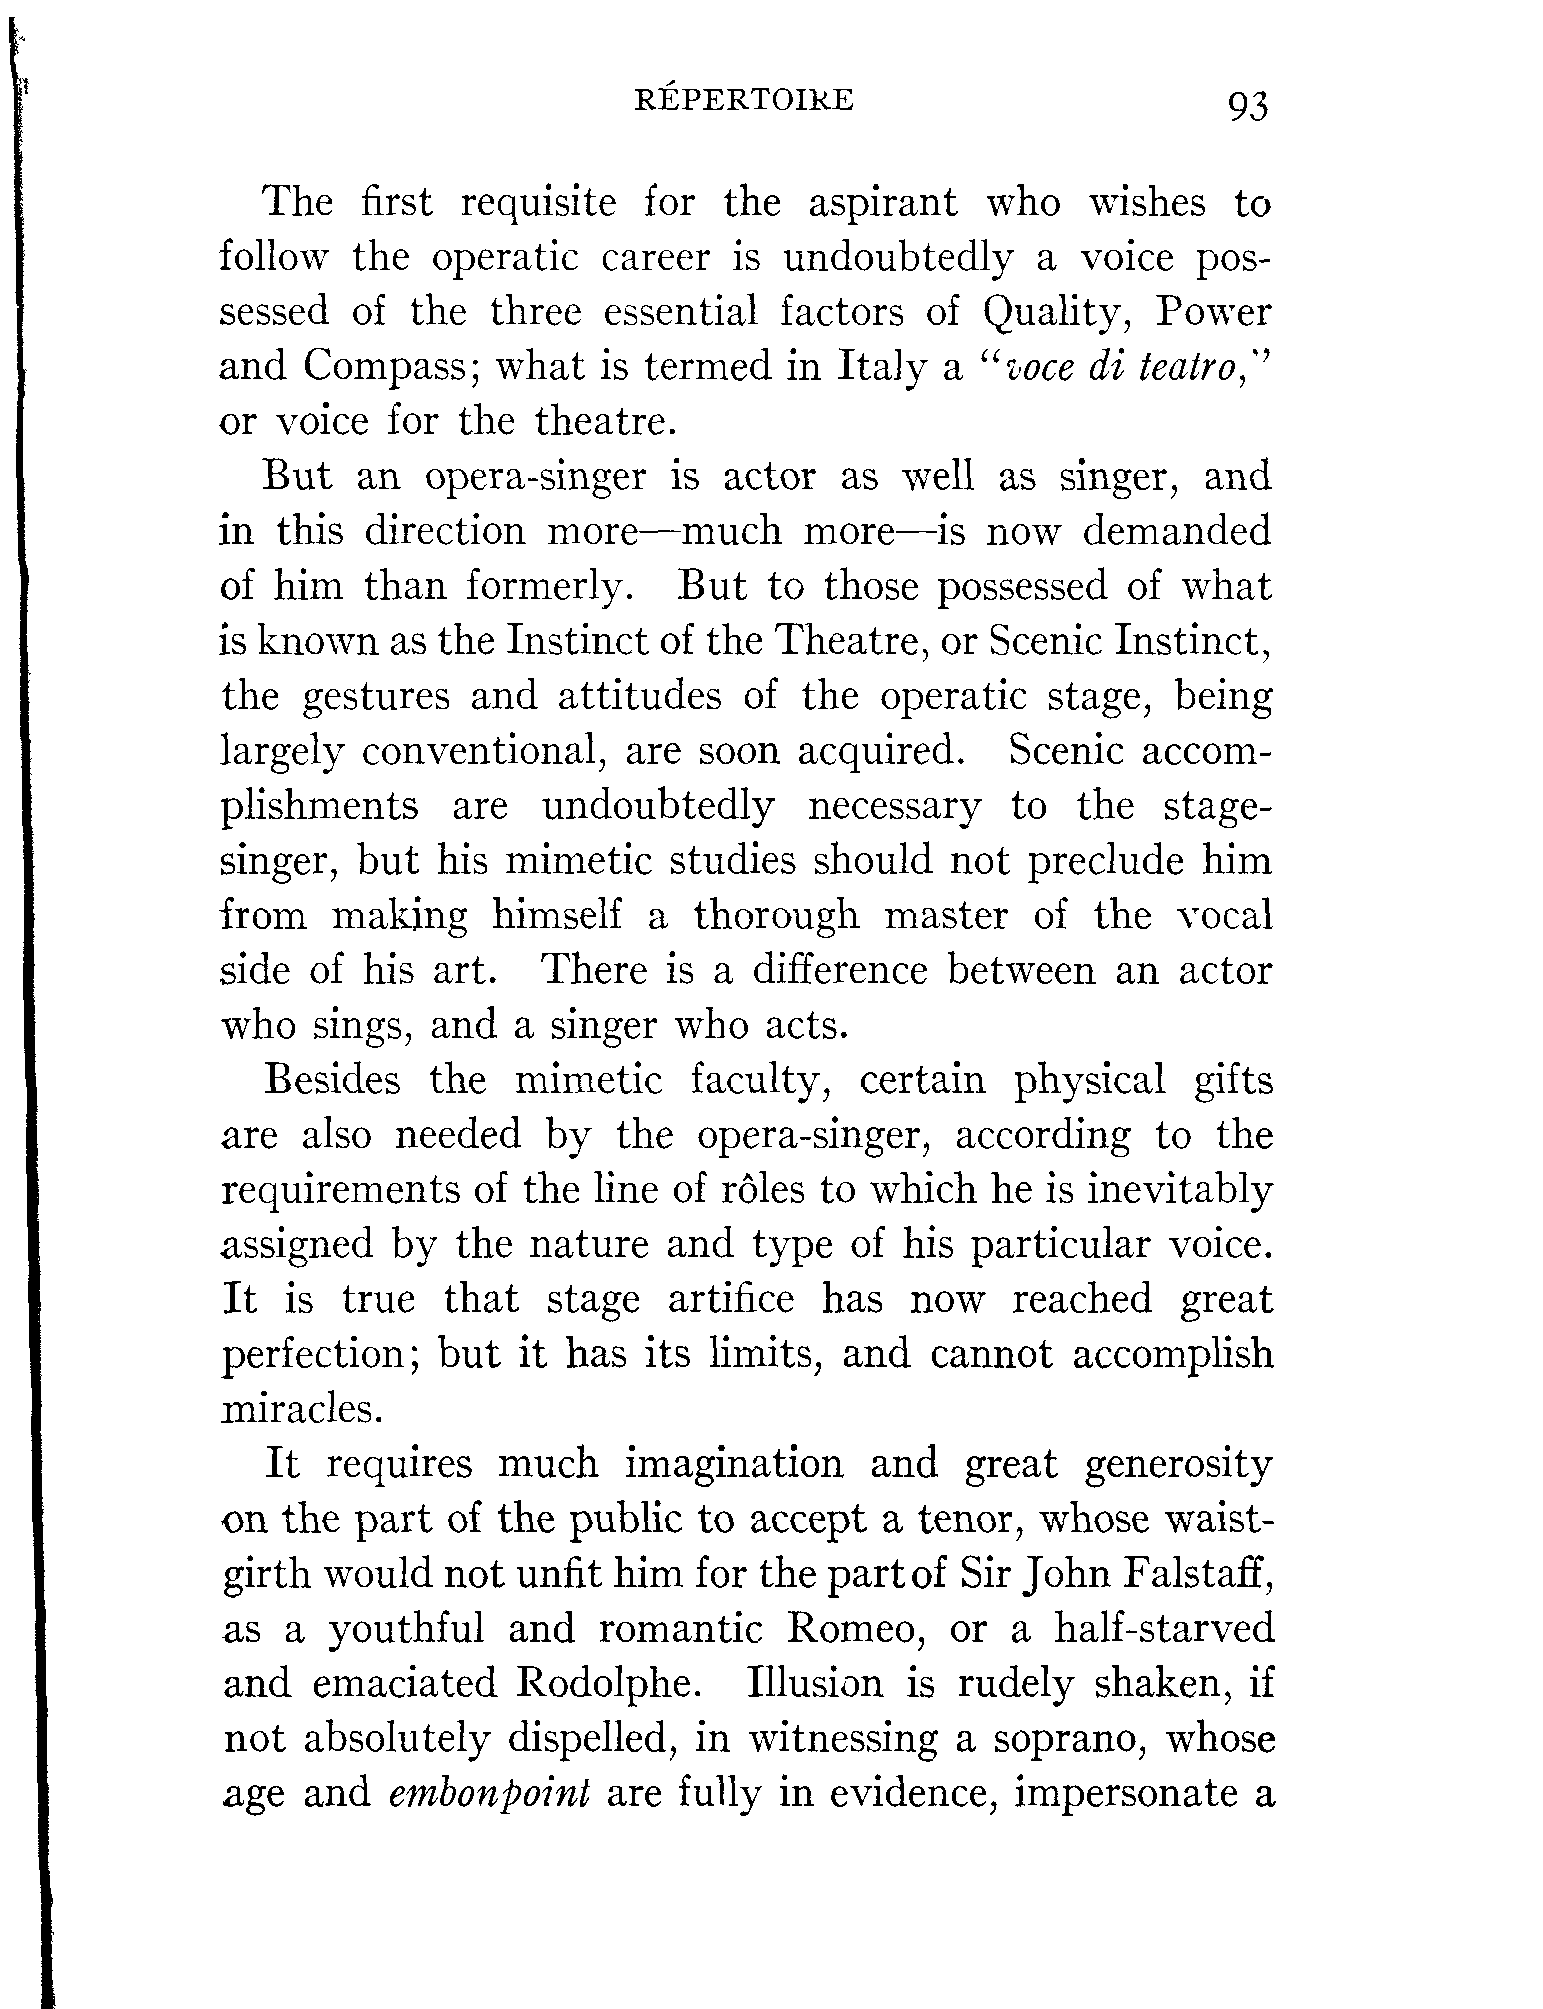 RÉPERTOIRE 93
The first requisite for the aspirant who wishes to
follow the operatic career is undoubtedly a voice pos-
sessed of the three essential factors of Quality, Power
and Compass; what is termed in Italy a "voce di teatro,"
or voice for the theatre.
But an opera-singer is actor as well as singer, and
in this direction more—much more—is now demanded
of him than formerly. But to those possessed of what
is known as the Instinct of the Theatre, or Scenic Instinct,
the gestures and attitudes of the operatic stage, being
largely conventional, are soon acquired. Scenic accom-
plishments are undoubtedly necessary to the stage-
singer, but his mimetic studies should not preclude him
from making himself a thorough master of the vocal
side of his art. There is a difference between an actor
who sings, and a singer who acts.
Besides the mimetic faculty, certain physical gifts
are also needed by the opera-singer, according to the
requirements of the line of rôles to which he is inevitably
assigned by the nature and type of his particular voice.
It is true that stage artifice has now reached great
perfection; but it has its limits, and cannot accomplish
miracles.
It requires much imagination and great generosity
on the part of the public to accept a tenor, whose waist-
girth would not unfit him for the part of Sir John Falstaff,
as a youthful and romantic Romeo, or a half-starved
and emaciated Rodolphe. Illusion is rudely shaken, if
not absolutely dispelled, in witnessing a soprano, whose
age and embonpoint are fully in evidence, impersonate a